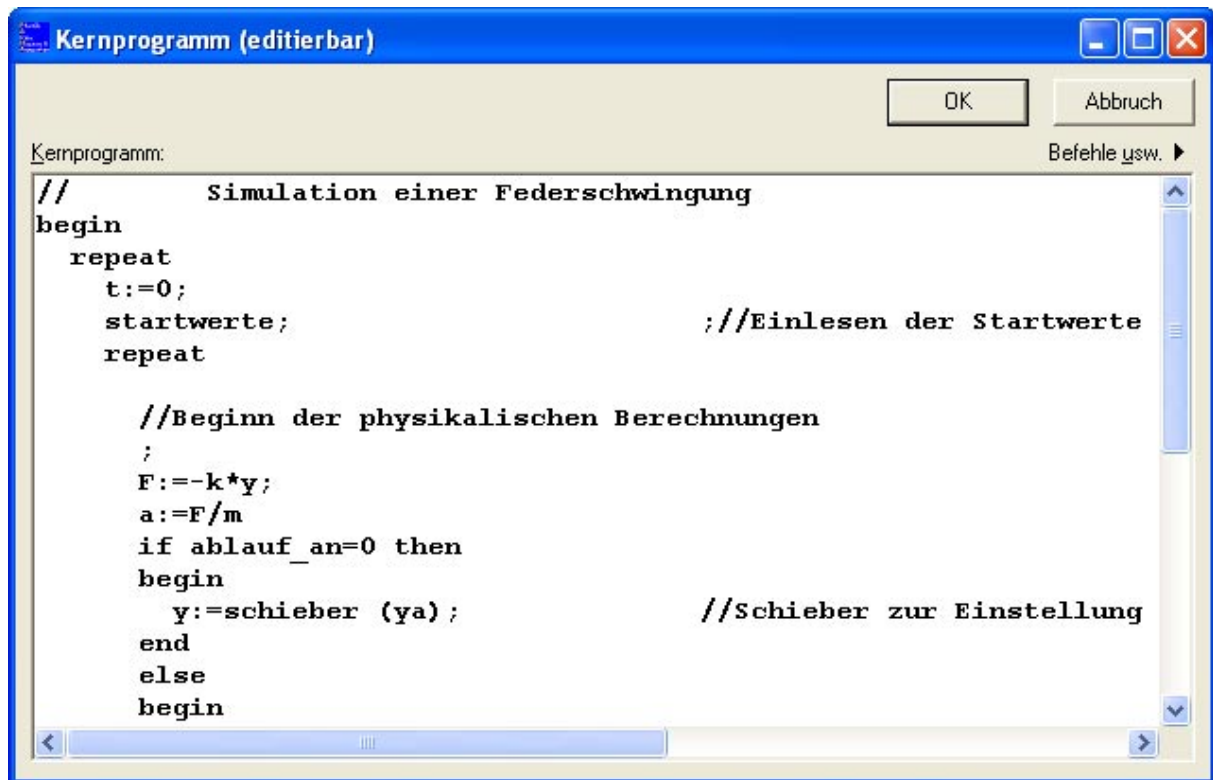 Kernprogramm (editierbar)
OK Abbruch
Kernprogramm: Befehle usw.
// Simulation einer Federschwingung
begin
repeat
t:=0;
startwerte; ;//Einlesen der Startwerte
repeat
//Beginn der physikalischen Berechnungen
;
F:=-k*y;
a:=F/m
if ablauf_an=0 then
begin
y:=schieber (ya); //Schieber zur Einstellung
end
else
begin